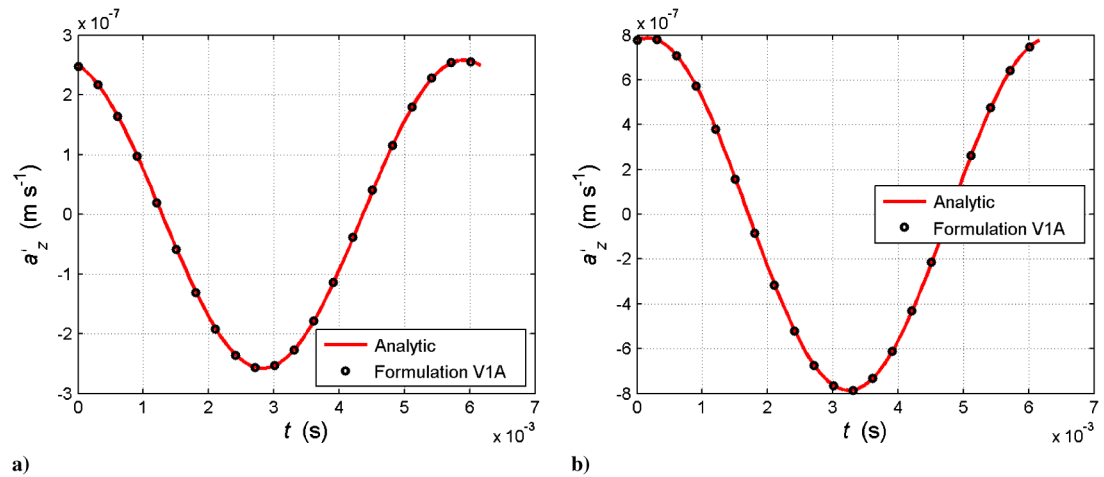 x 10⁻⁷
3
2
1
0
-1
-2
-3
a'z (m s⁻¹)
0 1 2 3 4 5 6 7
t (s)
x 10⁻³
Analytic
Formulation V1A
a)
x 10⁻⁷
8
6
4
2
0
-2
-4
-6
-8
a'z (m s⁻¹)
0 1 2 3 4 5 6 7
t (s)
x 10⁻³
Analytic
Formulation V1A
b)